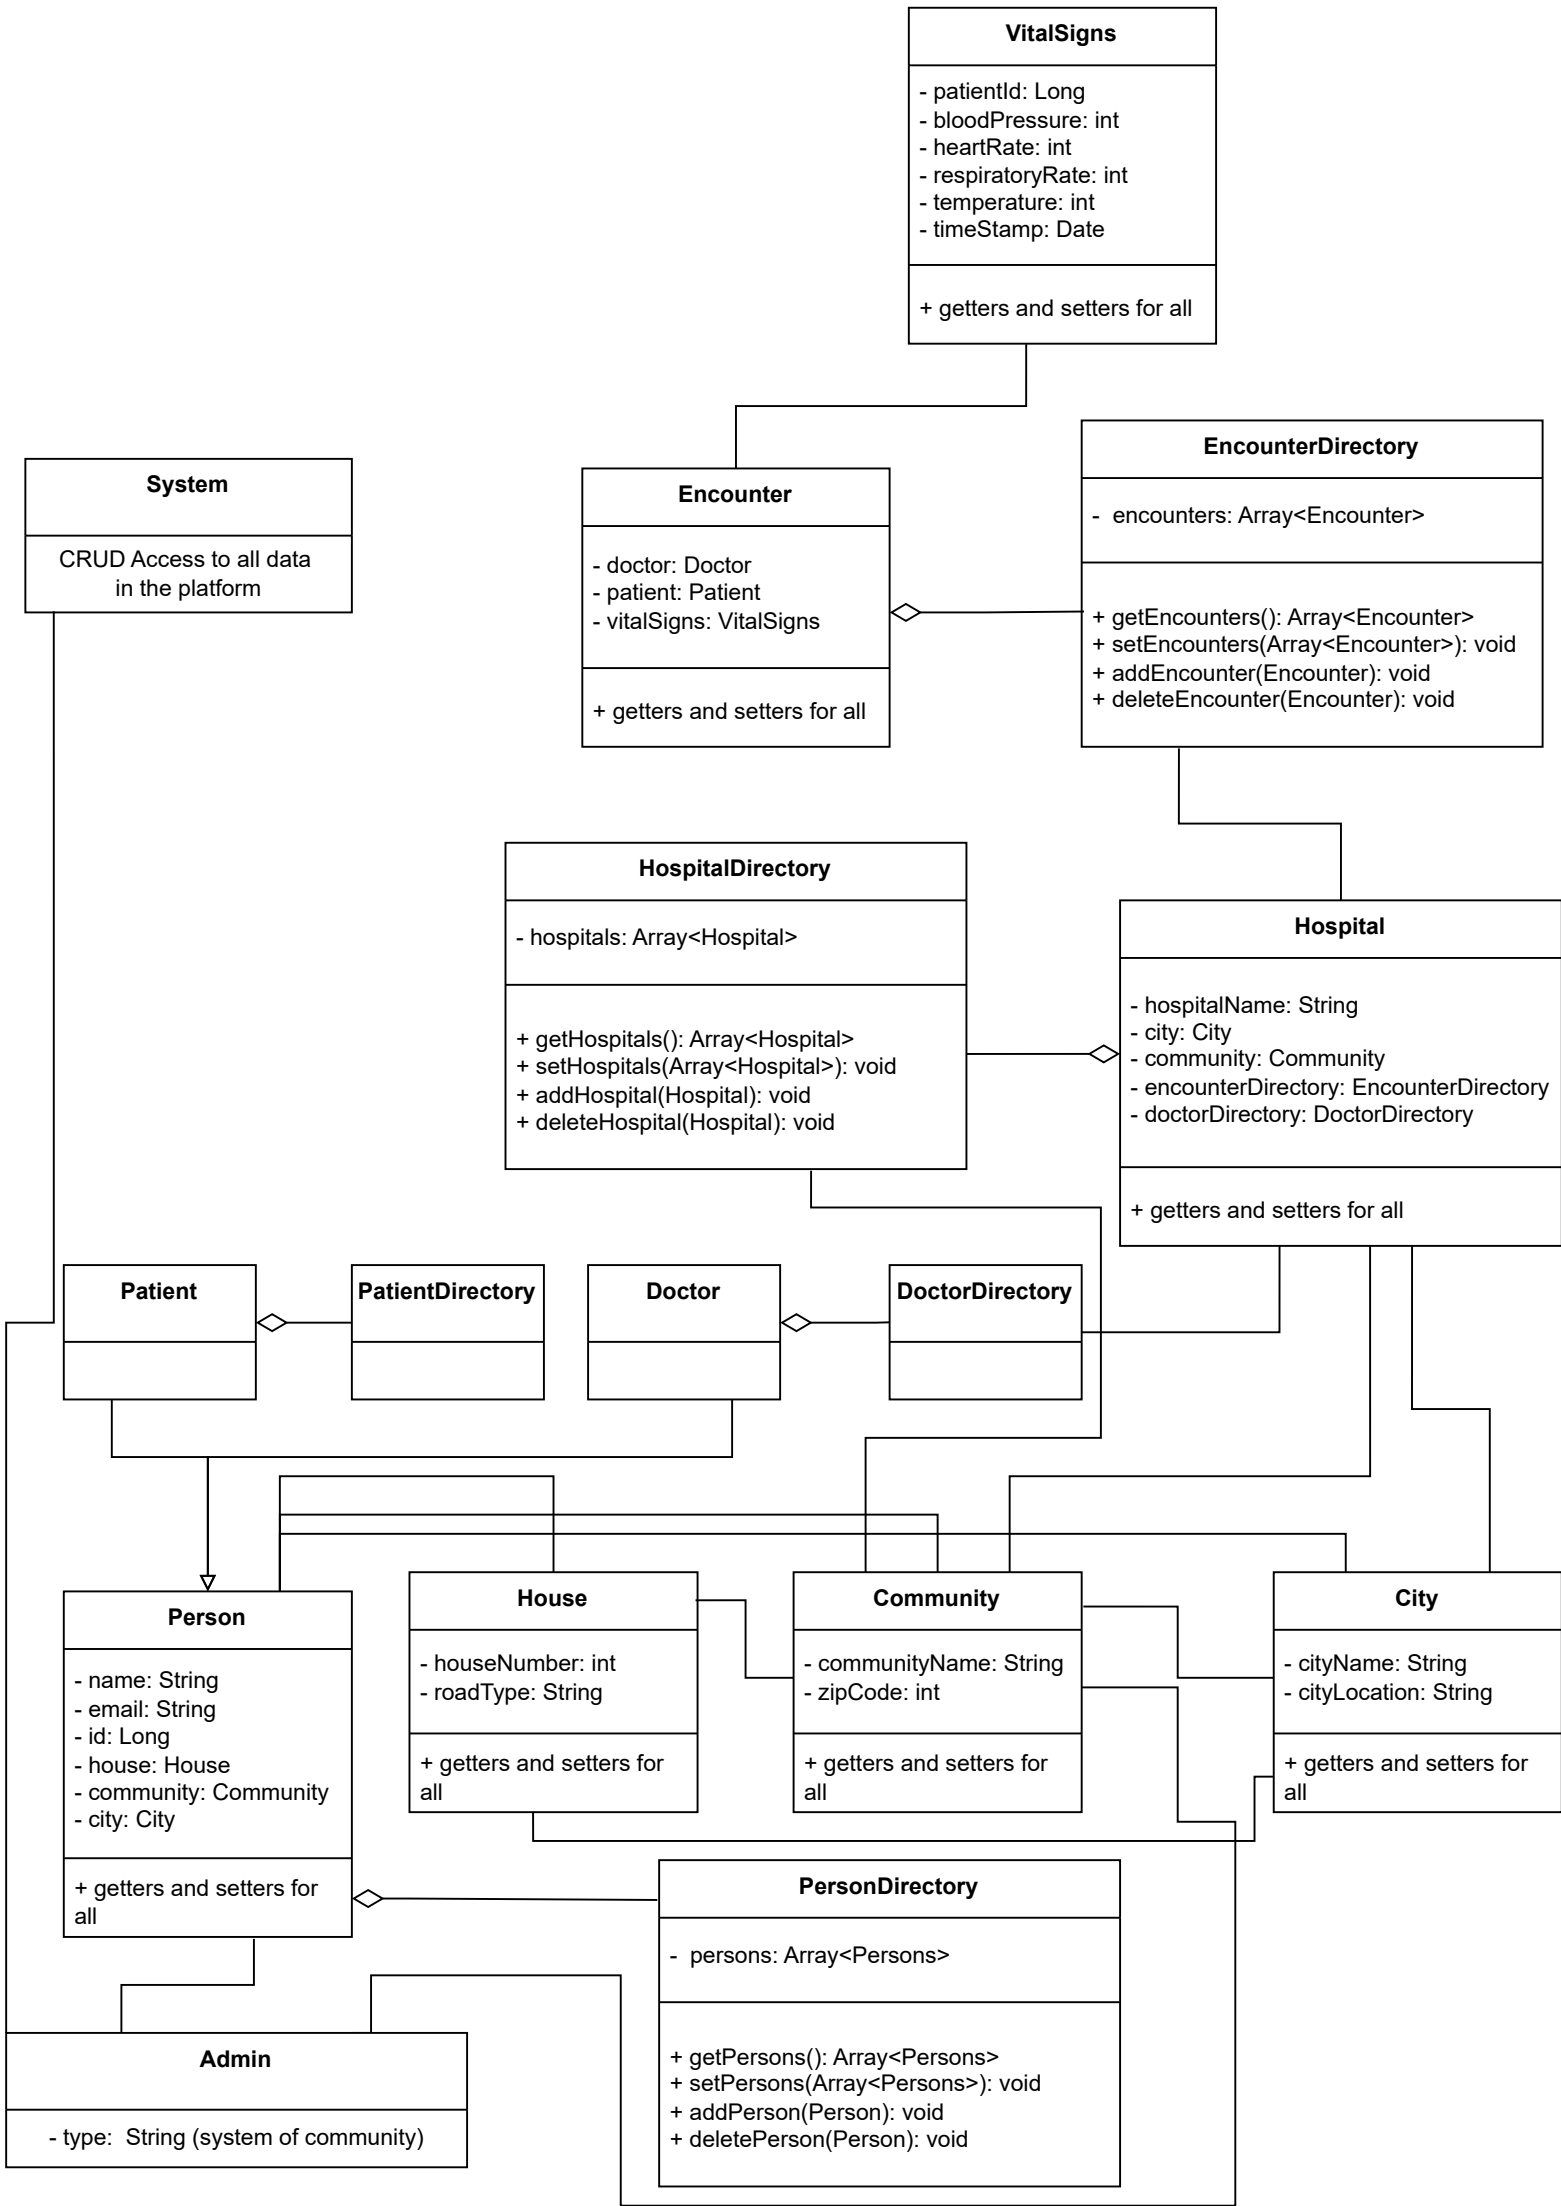 VitalSigns
- patientId: Long
- bloodPressure: int
- heartRate: int
- respiratoryRate: int
- temperature: int
- timeStamp: Date
+ getters and setters for all
System
CRUD Access to all data
in the platform
Encounter
- doctor: Doctor
- patient: Patient
- vitalSigns: VitalSigns
+ getters and setters for all
EncounterDirectory
- encounters: Array<Encounter>
+ getEncounters(): Array<Encounter>
+ setEncounters(Array<Encounter>): void
+ addEncounter(Encounter): void
+ deleteEncounter(Encounter): void
HospitalDirectory
- hospitals: Array<Hospital>
+ getHospitals(): Array<Hospital>
+ setHospitals(Array<Hospital>): void
+ addHospital(Hospital): void
+ deleteHospital(Hospital): void
Hospital
- hospitalName: String
- city: City
- community: Community
- encounterDirectory: EncounterDirectory
- doctorDirectory: DoctorDirectory
+ getters and setters for all
Patient
PatientDirectory
Doctor
DoctorDirectory
Person
- name: String
- email: String
- id: Long
- house: House
- community: Community
- city: City
+ getters and setters for
all
House
- houseNumber: int
- roadType: String
+ getters and setters for
all
Community
- communityName: String
- zipCode: int
+ getters and setters for
all
City
- cityName: String
- cityLocation: String
+ getters and setters for
all
PersonDirectory
- persons: Array<Persons>
+ getPersons(): Array<Persons>
+ setPersons(Array<Persons>): void
+ addPerson(Person): void
+ deletePerson(Person): void
Admin
- type: String (system of community)